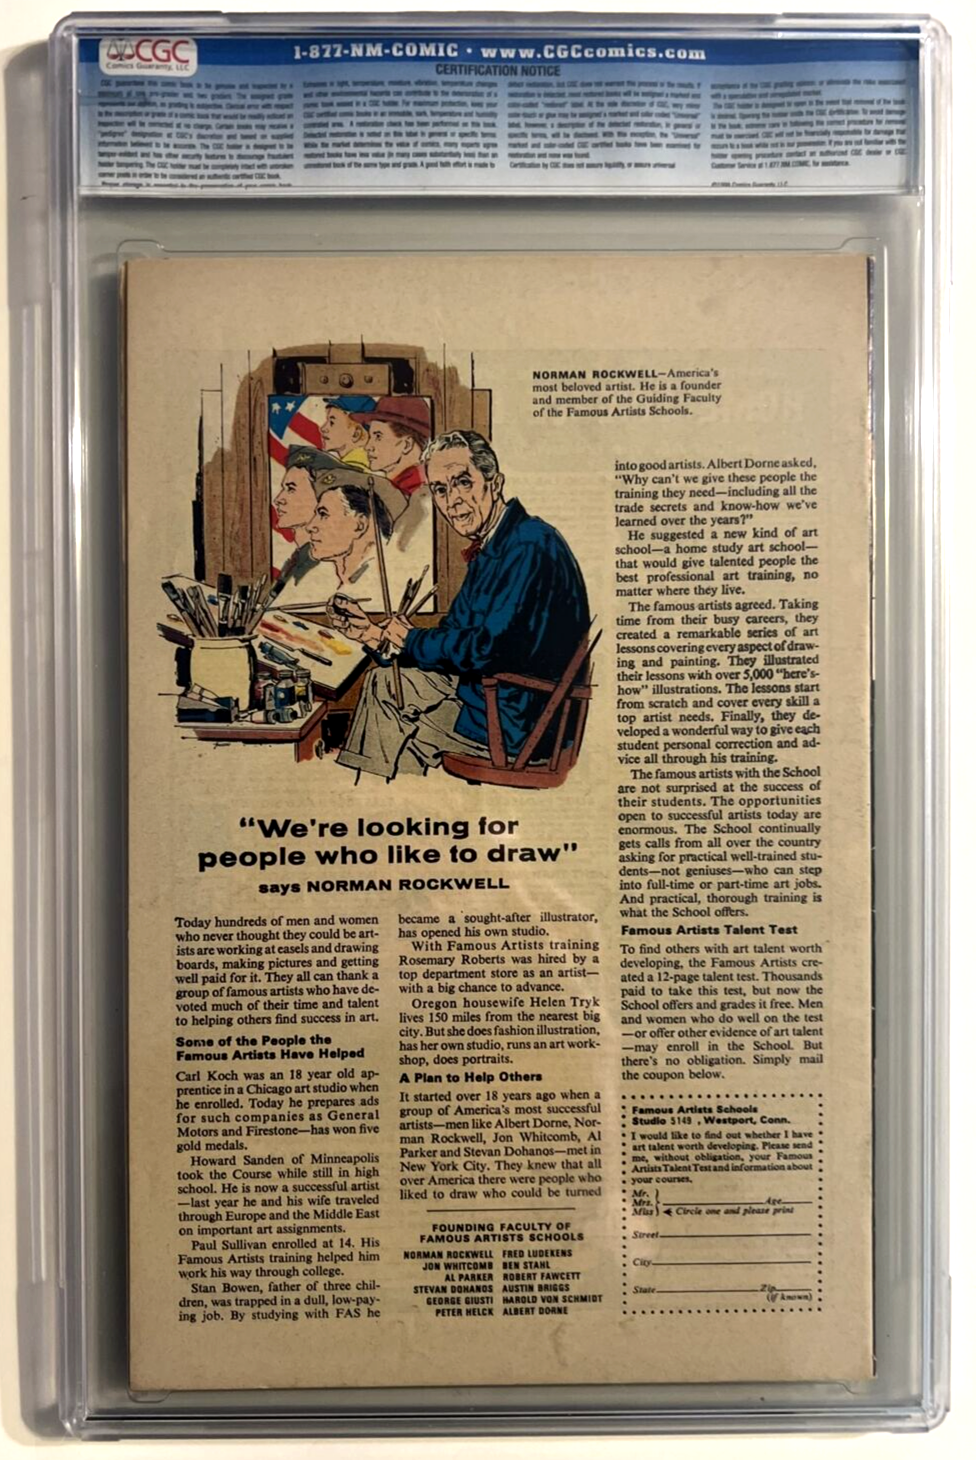 CGC
Comics Guaranty, LLC
1-877-NM-COMIC • www.CGCcomics.com
CERTIFICATION NOTICE
Certification by CGC does not assure liquidity, or assure universal
Customer Service at 1.877.NM.COMIC, for assistance.
NORMAN ROCKWELL—America's
most beloved artist. He is a founder
and member of the Guiding Faculty
of the Famous Artists Schools.
"We're looking for
people who like to draw"
says NORMAN ROCKWELL
Today hundreds of men and women
who never thought they could be art-
ists are working at easels and drawing
boards, making pictures and getting
well paid for it. They all can thank a
group of famous artists who have de-
voted much of their time and talent
to helping others find success in art.
Some of the People the
Famous Artists Have Helped
Carl Koch was an 18 year old ap-
prentice in a Chicago art studio when
he enrolled. Today he prepares ads
for such companies as General
Motors and Firestone—has won five
gold medals.
Howard Sanden of Minneapolis
took the Course while still in high
school. He is now a successful artist
—last year he and his wife traveled
through Europe and the Middle East
on important art assignments.
Paul Sullivan enrolled at 14. His
Famous Artists training helped him
work his way through college.
Stan Bowen, father of three chil-
dren, was trapped in a dull, low-pay-
ing job. By studying with FAS he
became a sought-after illustrator,
has opened his own studio.
With Famous Artists training
Rosemary Roberts was hired by a
top department store as an artist—
with a big chance to advance.
Oregon housewife Helen Tryk
lives 150 miles from the nearest big
city. But she does fashion illustration,
has her own studio, runs an art work-
shop, does portraits.
A Plan to Help Others
It started over 18 years ago when a
group of America's most successful
artists—men like Albert Dorne, Nor-
man Rockwell, Jon Whitcomb, Al
Parker and Stevan Dohanos—met in
New York City. They knew that all
over America there were people who
liked to draw who could be turned
FOUNDING FACULTY OF
FAMOUS ARTISTS SCHOOLS
NORMAN ROCKWELL FRED LUDEKENS
JON WHITCOMB BEN STAHL
AL PARKER ROBERT FAWCETT
STEVAN DOHANOS AUSTIN BRIGGS
GEORGE GIUSTI HAROLD VON SCHMIDT
PETER HELCK ALBERT DORNE
into good artists. Albert Dorne asked,
"Why can't we give these people the
training they need—including all the
trade secrets and know-how we've
learned over the years?"
He suggested a new kind of art
school—a home study art school—
that would give talented people the
best professional art training, no
matter where they live.
The famous artists agreed. Taking
time from their busy careers, they
created a remarkable series of art
lessons covering every aspect of draw-
ing and painting. They illustrated
their lessons with over 5,000 "here's-
how" illustrations. The lessons start
from scratch and cover every skill a
top artist needs. Finally, they de-
veloped a wonderful way to give each
student personal correction and ad-
vice all through his training.
The famous artists with the School
are not surprised at the success of
their students. The opportunities
open to successful artists today are
enormous. The School continually
gets calls from all over the country
asking for practical well-trained stu-
dents—not geniuses—who can step
into full-time or part-time art jobs.
And practical, thorough training is
what the School offers.
Famous Artists Talent Test
To find others with art talent worth
developing, the Famous Artists cre-
ated a 12-page talent test. Thousands
paid to take this test, but now the
School offers and grades it free. Men
and women who do well on the test
—or offer other evidence of art talent
—may enroll in the School. But
there's no obligation. Simply mail
the coupon below.
Famous Artists Schools
Studio 5149 , Westport, Conn.
I would like to find out whether I have
art talent worth developing. Please send
me, without obligation, your Famous
Artists Talent Test and information about
your courses.
Mr.
Mrs. Age
Miss Circle one and please print
Street
City
State Zip
(if known)